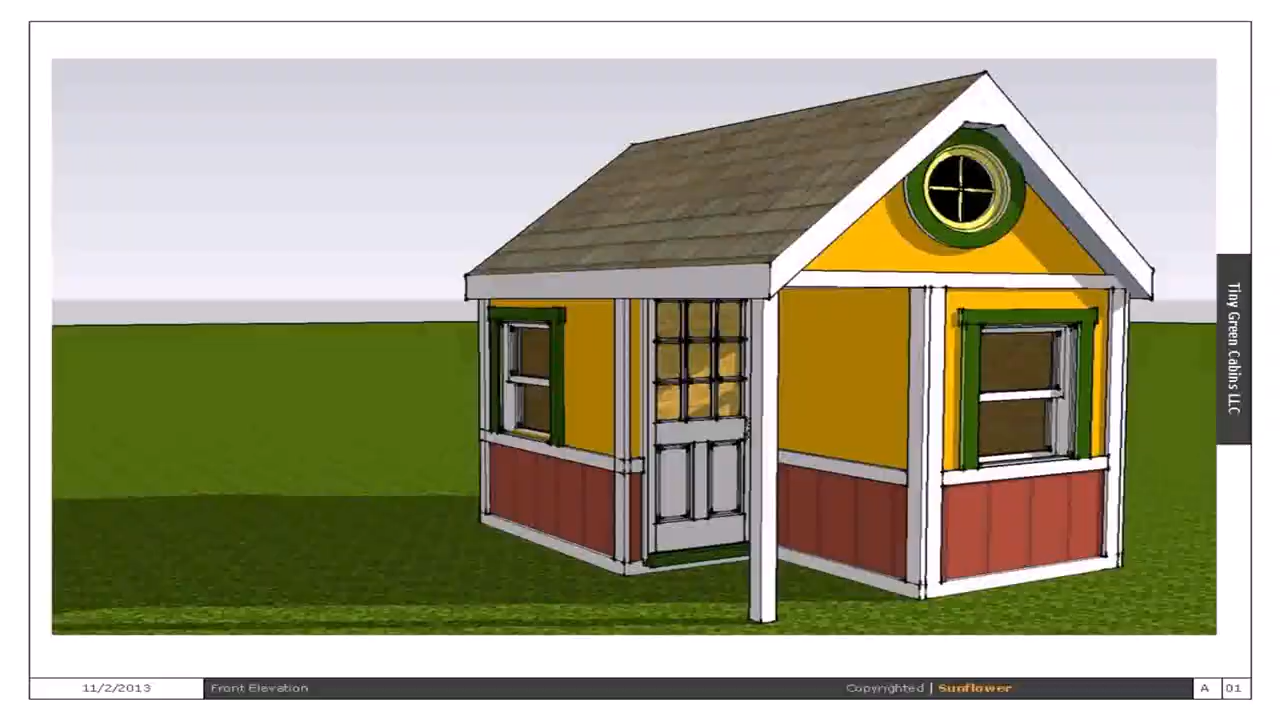 Tiny Green Cabins LLC
11/2/2013
Front Elevation
Copyrighted | Sunflower
A 01